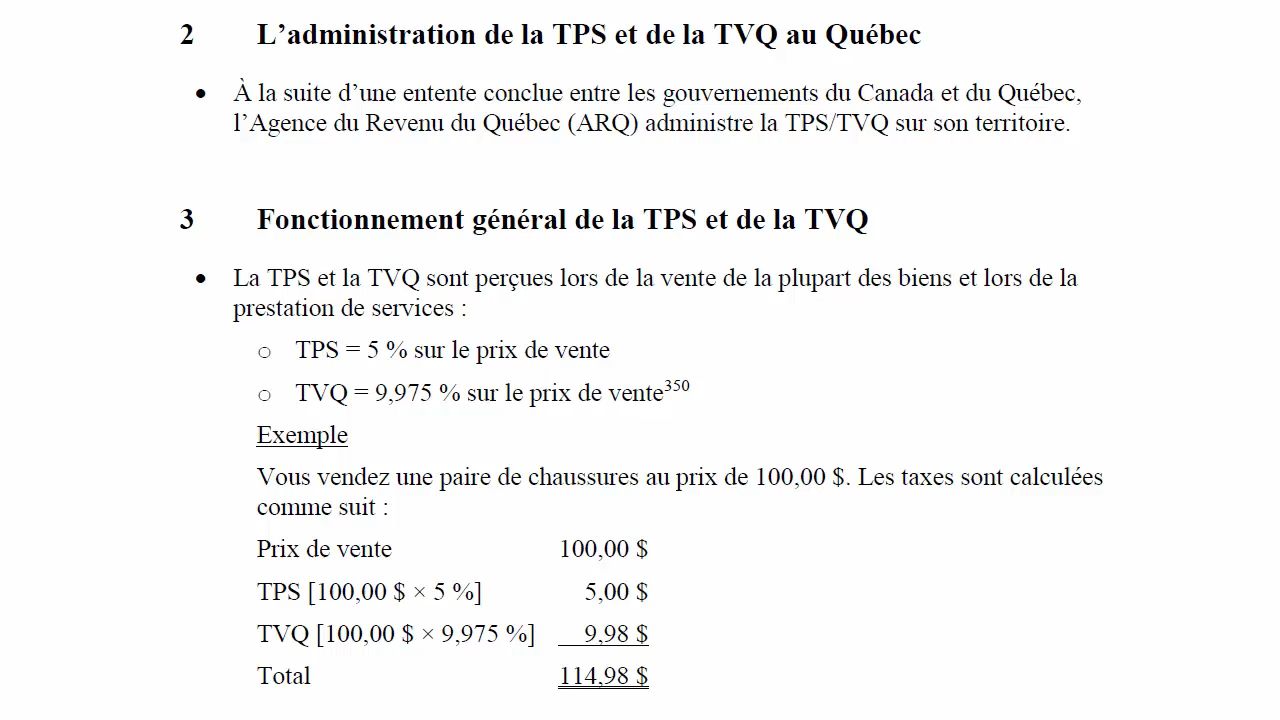 2 L’administration de la TPS et de la TVQ au Québec
• À la suite d’une entente conclue entre les gouvernements du Canada et du Québec,
l’Agence du Revenu du Québec (ARQ) administre la TPS/TVQ sur son territoire.
3 Fonctionnement général de la TPS et de la TVQ
• La TPS et la TVQ sont perçues lors de la vente de la plupart des biens et lors de la
prestation de services :
o TPS = 5 % sur le prix de vente
o TVQ = 9,975 % sur le prix de vente350
Exemple
Vous vendez une paire de chaussures au prix de 100,00 $. Les taxes sont calculées
comme suit :
Prix de vente 100,00 $
TPS [100,00 $ × 5 %] 5,00 $
TVQ [100,00 $ × 9,975 %] 9,98 $
Total 114,98 $